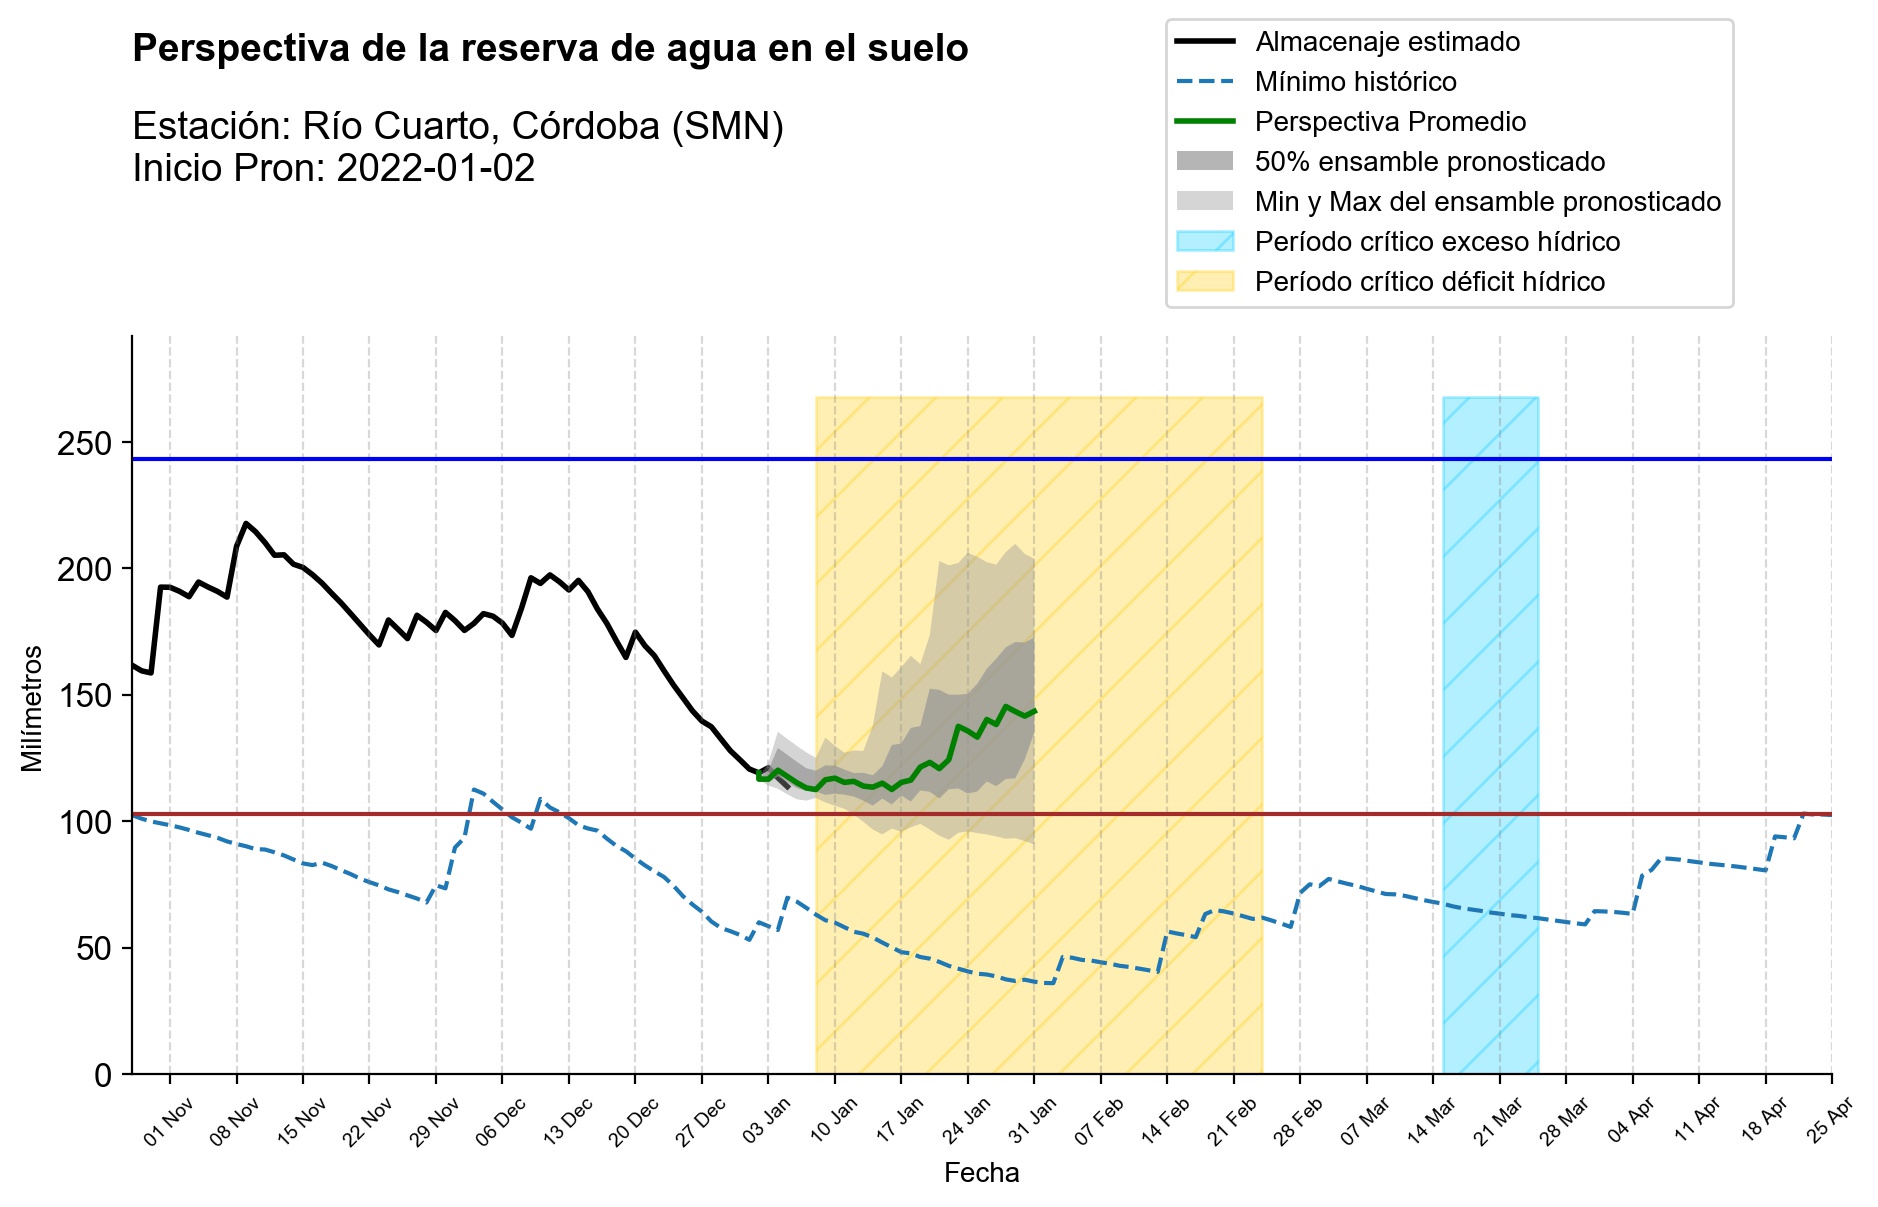 Perspectiva de la reserva de agua en el suelo
Estación: Río Cuarto, Córdoba (SMN)
Inicio Pron: 2022-01-02
Almacenaje estimado
Mínimo histórico
Perspectiva Promedio
50% ensamble pronosticado
Min y Max del ensamble pronosticado
Período crítico exceso hídrico
Período crítico déficit hídrico
Milímetros
250
200
150
100
50
0
01 Nov
08 Nov
15 Nov
22 Nov
29 Nov
06 Dec
13 Dec
20 Dec
27 Dec
03 Jan
10 Jan
17 Jan
24 Jan
31 Jan
07 Feb
14 Feb
21 Feb
28 Feb
07 Mar
14 Mar
21 Mar
28 Mar
04 Apr
11 Apr
18 Apr
25 Apr
Fecha